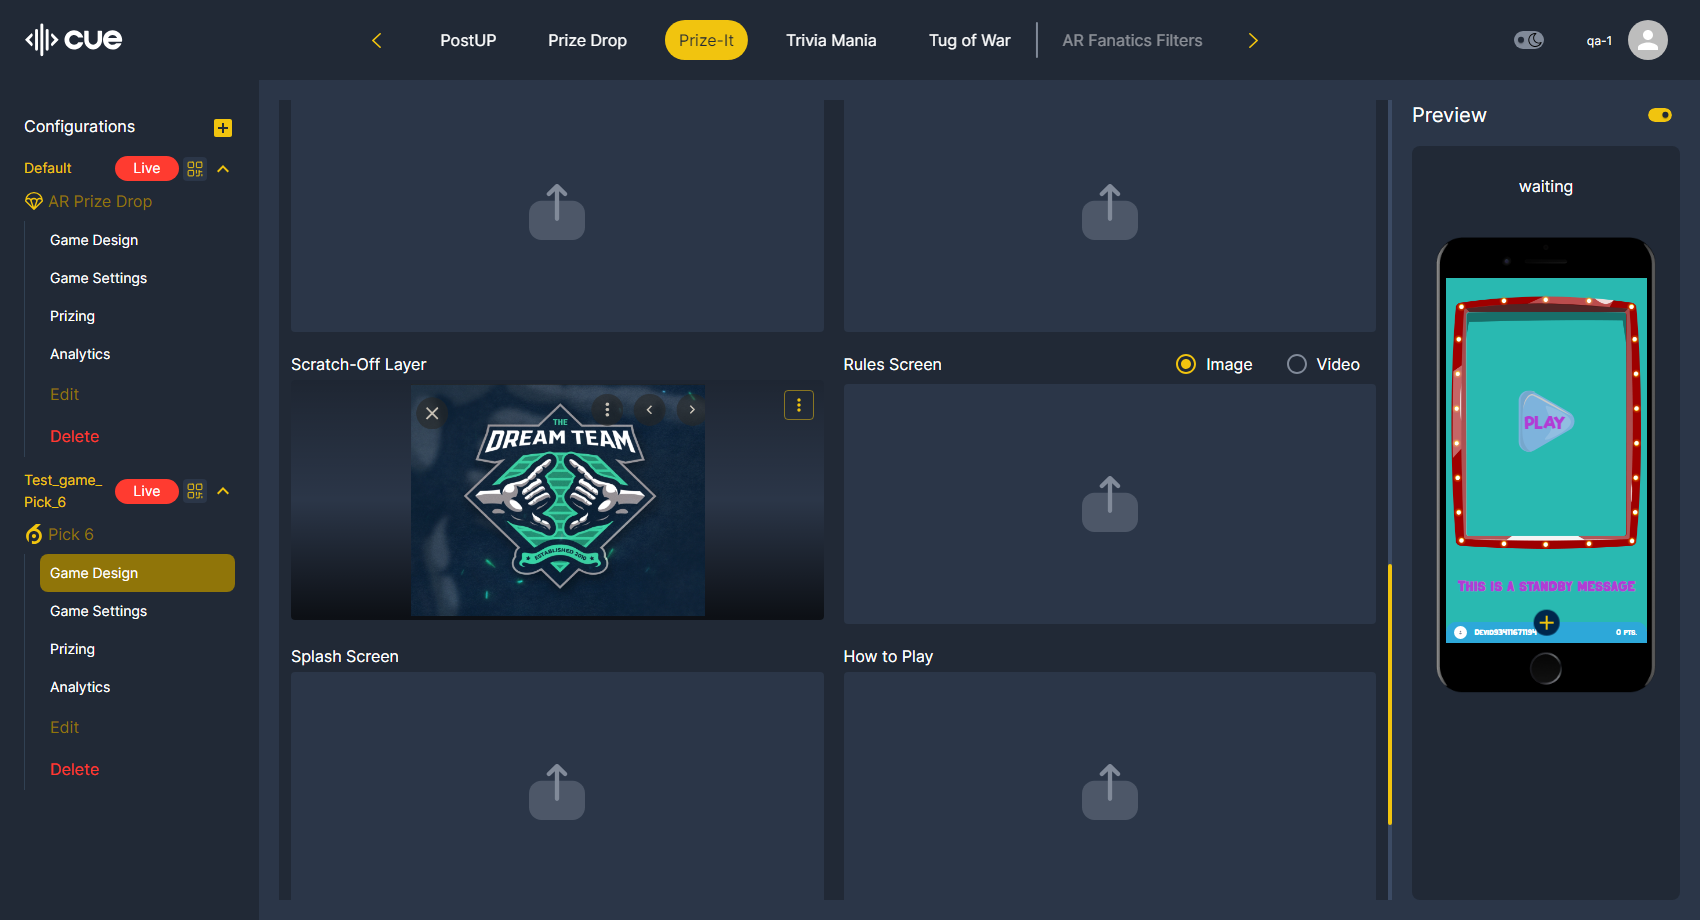 cue
PostUP
Prize Drop
Prize-It
Trivia Mania
Tug of War
AR Fanatics Filters
qa-1
Configurations
Default
Live
AR Prize Drop
Game Design
Game Settings
Prizing
Analytics
Edit
Delete
Test_game_
Pick_6
Live
Pick 6
Game Design
Game Settings
Prizing
Analytics
Edit
Delete
Scratch-Off Layer
THE
DREAM TEAM
ESTABLISHED 2010
Rules Screen
Image
Video
Splash Screen
How to Play
Preview
waiting
PLAY
THIS IS A STANDBY MESSAGE
0 PTS.